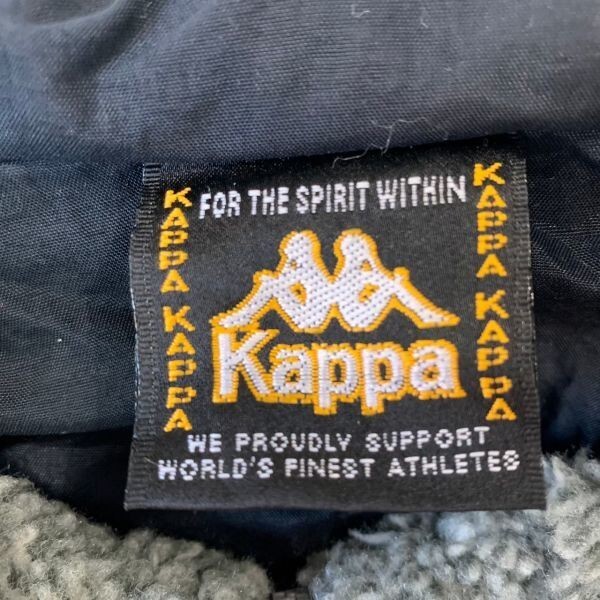 FOR THE SPIRIT WITHIN
KAPPA KAPPA
Kappa
KAPPA KAPPA
WE PROUDLY SUPPORT
WORLD'S FINEST ATHLETES